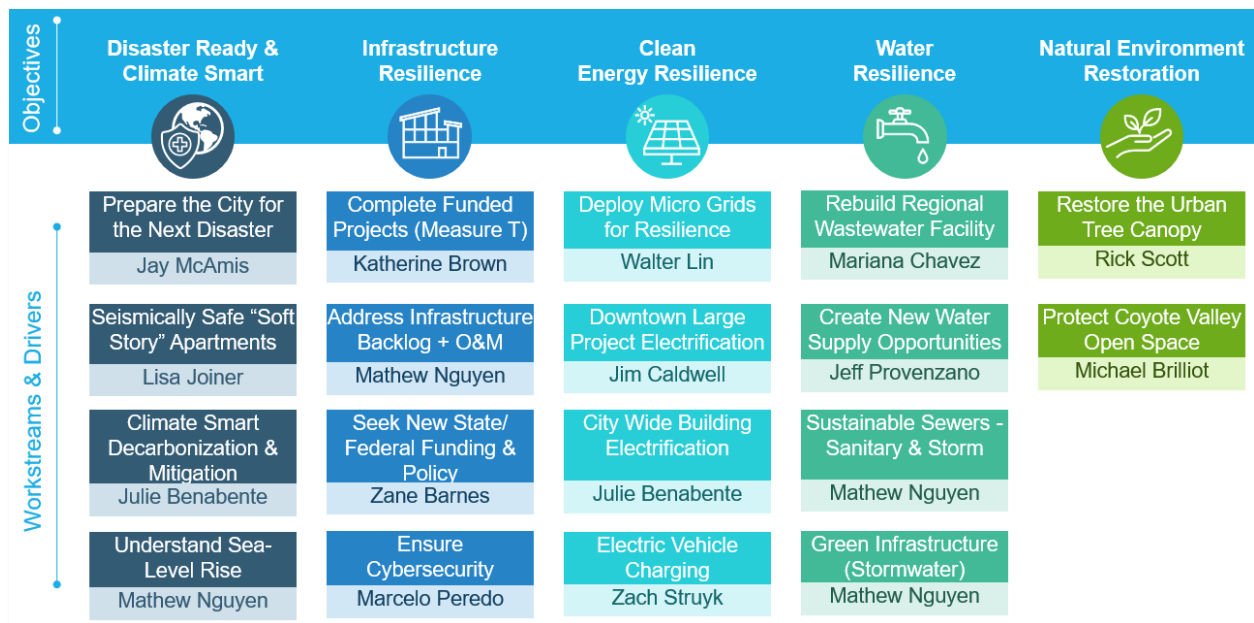 Objectives
Disaster Ready &
Climate Smart
Infrastructure
Resilience
Clean
Energy Resilience
Water
Resilience
Natural Environment
Restoration
Workstreams & Drivers
Prepare the City for
the Next Disaster
Jay McAmis
Seismically Safe “Soft
Story” Apartments
Lisa Joiner
Climate Smart
Decarbonization &
Mitigation
Julie Benabente
Understand Sea-
Level Rise
Mathew Nguyen
Complete Funded
Projects (Measure T)
Katherine Brown
Address Infrastructure
Backlog + O&M
Mathew Nguyen
Seek New State/
Federal Funding &
Policy
Zane Barnes
Ensure
Cybersecurity
Marcelo Peredo
Deploy Micro Grids
for Resilience
Walter Lin
Downtown Large
Project Electrification
Jim Caldwell
City Wide Building
Electrification
Julie Benabente
Electric Vehicle
Charging
Zach Struyk
Rebuild Regional
Wastewater Facility
Mariana Chavez
Create New Water
Supply Opportunities
Jeff Provenzano
Sustainable Sewers -
Sanitary & Storm
Mathew Nguyen
Green Infrastructure
(Stormwater)
Mathew Nguyen
Restore the Urban
Tree Canopy
Rick Scott
Protect Coyote Valley
Open Space
Michael Brilliot